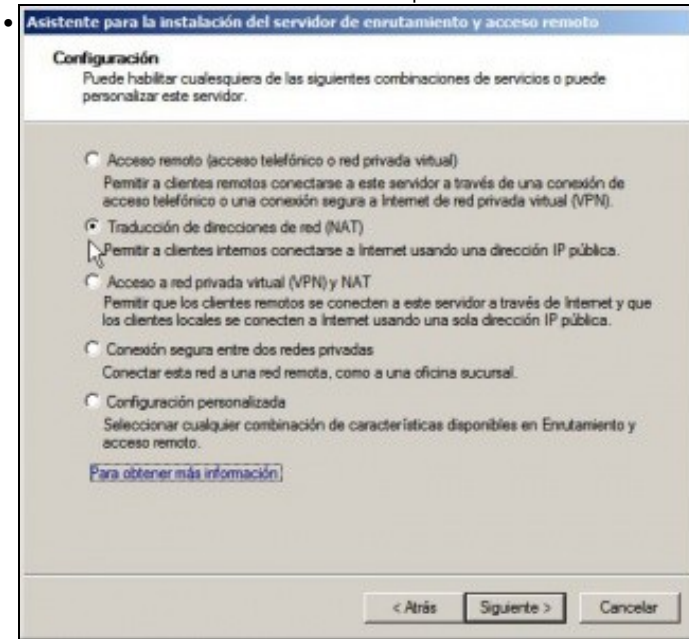 Asistente para la instalación del servidor de enrutamiento y acceso remoto
Configuración
Puede habilitar cualesquiera de las siguientes combinaciones de servicios o puede
personalizar este servidor.
Acceso remoto (acceso telefónico o red privada virtual)
Permitir a clientes remotos conectarse a este servidor a través de una conexión de
acceso telefónico o una conexión segura a Internet de red privada virtual (VPN).
Traducción de direcciones de red (NAT)
Permitir a clientes internos conectarse a Internet usando una dirección IP pública.
Acceso a red privada virtual (VPN) y NAT
Permitir que los clientes remotos se conecten a este servidor a través de Internet y que
los clientes locales se conecten a Internet usando una sola dirección IP pública.
Conexión segura entre dos redes privadas
Conectar esta red a una red remota, como a una oficina sucursal.
Configuración personalizada
Seleccionar cualquier combinación de características disponibles en Enrutamiento y
acceso remoto.
Para obtener más información
< Atrás Siguiente > Cancelar